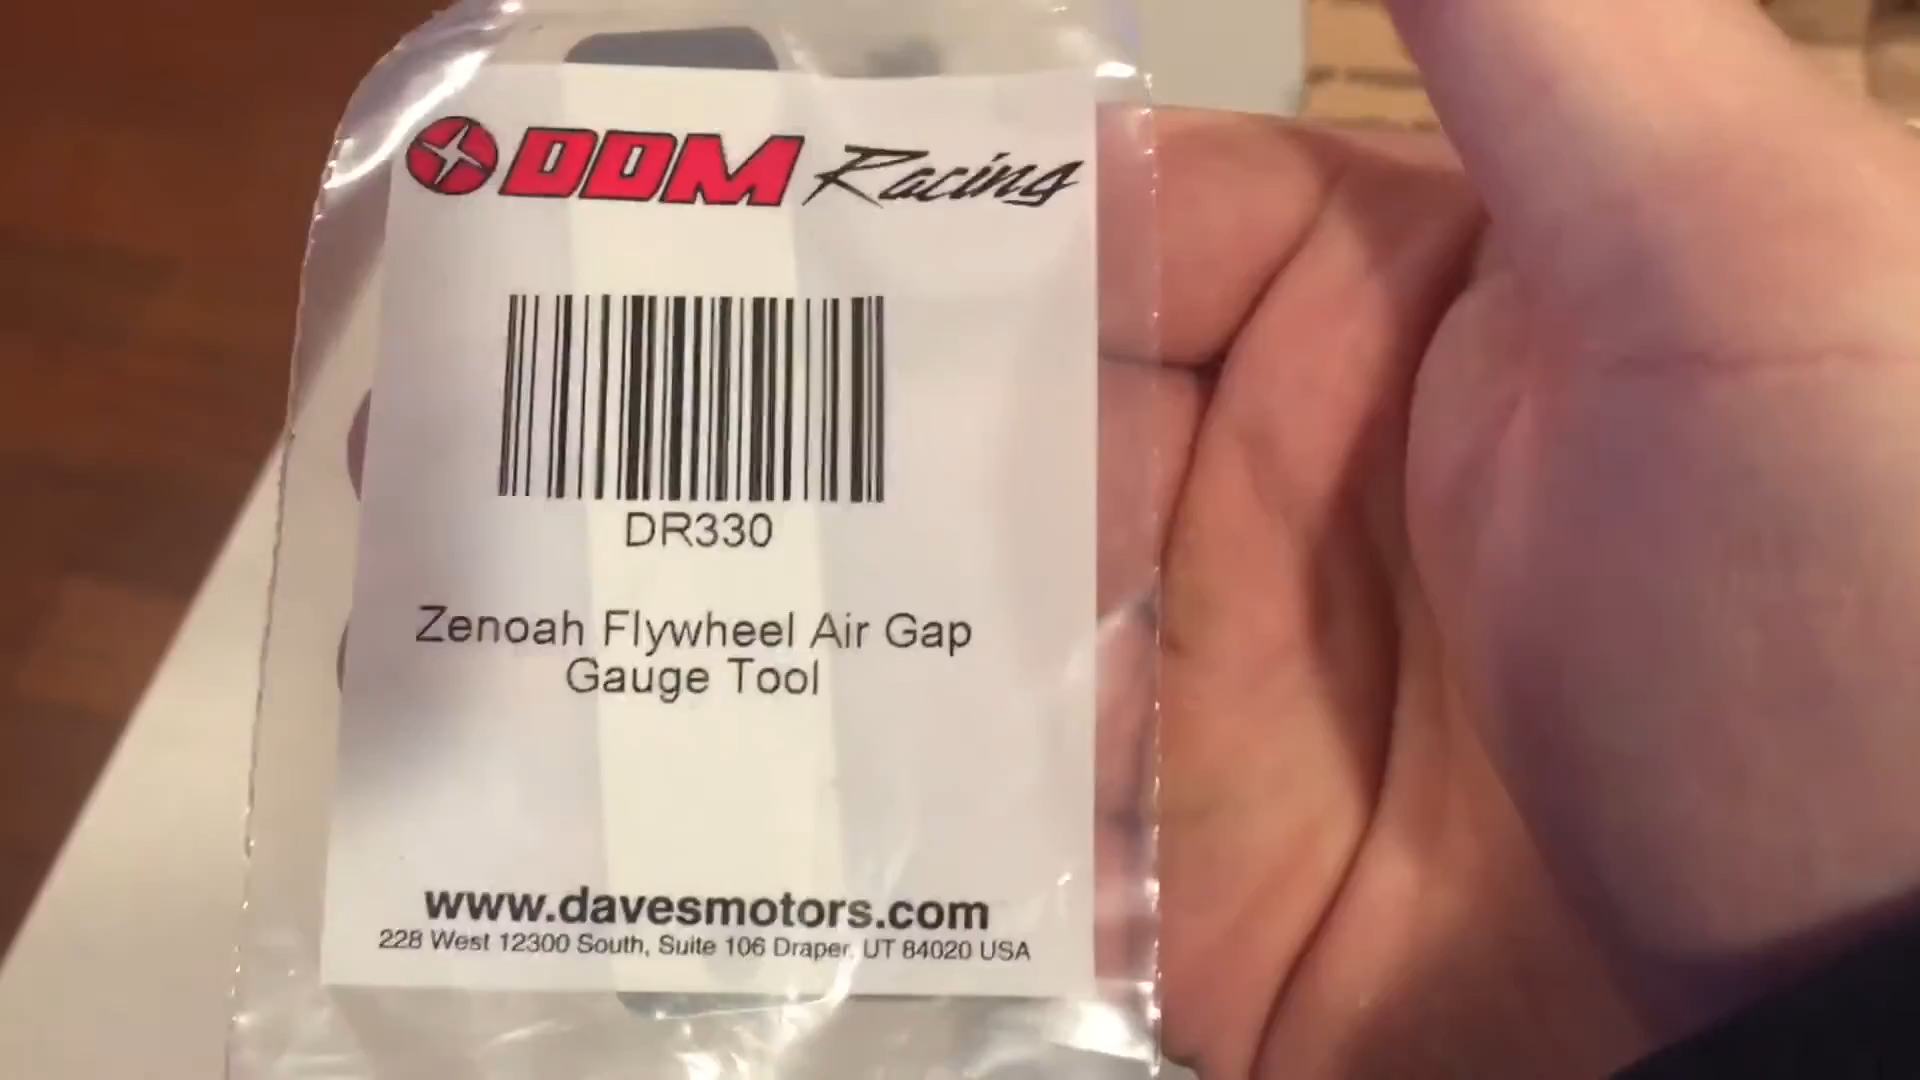 DDM Racing
DR330
Zenoah Flywheel Air Gap
Gauge Tool
www.davesmotors.com
228 West 12300 South, Suite 106 Draper, UT 84020 USA